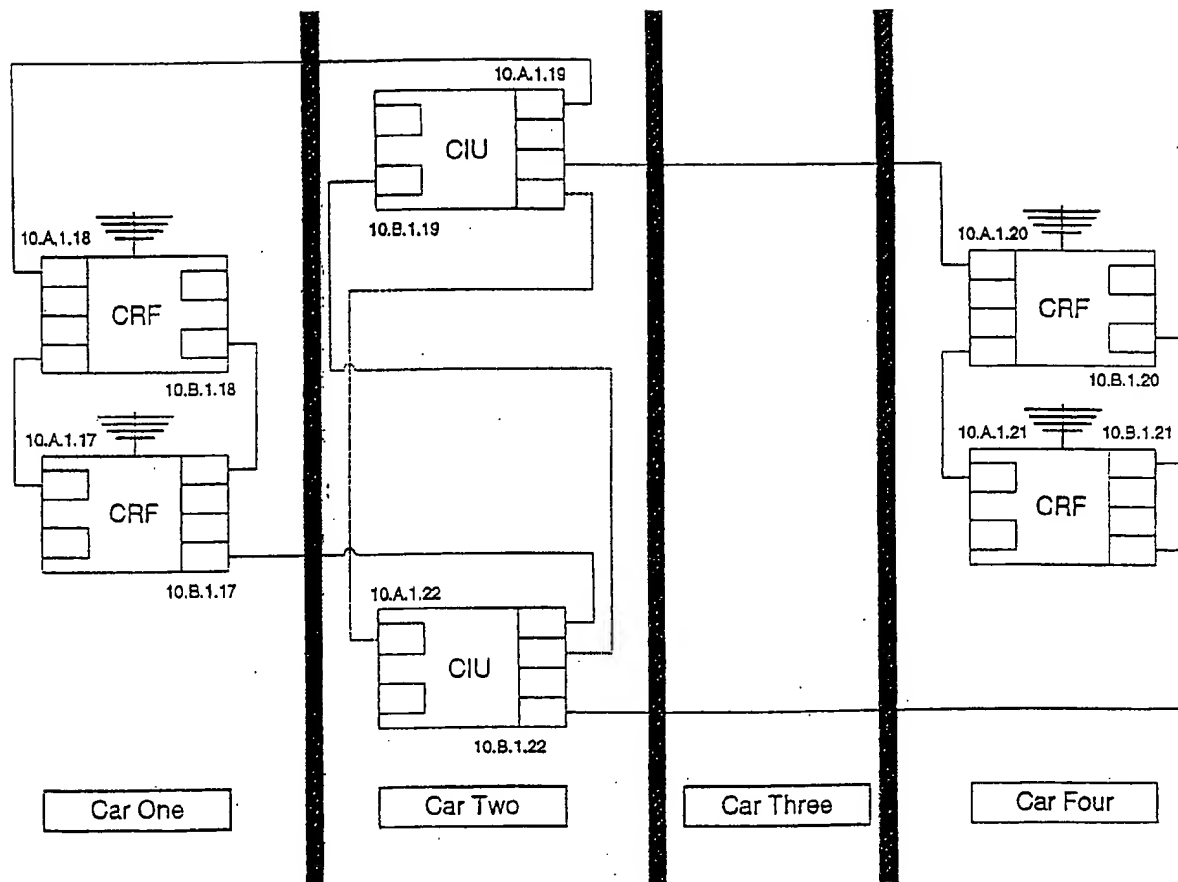 10.A.1.19
CIU
10.B.1.19
10.A.1.18
CRF
10.B.1.18
10.A.1.17
CRF
10.B.1.17
10.A.1.20
CRF
10.B.1.20
10.A.1.21
10.B.1.21
CRF
10.A.1.22
CIU
10.B.1.22
Car One
Car Two
Car Three
Car Four